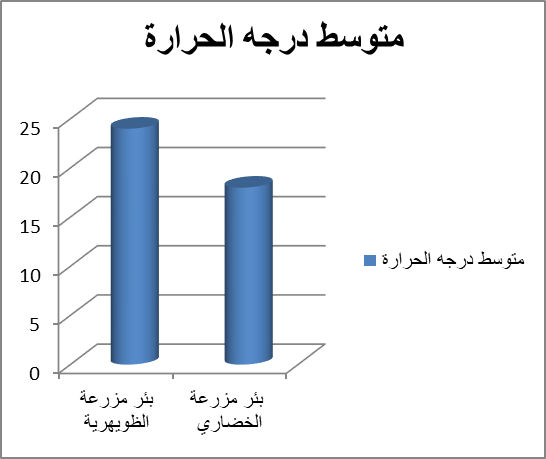 متوسط درجه الحرارة
25
20
15
10
5
0
متوسط درجه الحرارة
بئر مزرعة
الظويهرية
بئر مزرعة
الخضاري